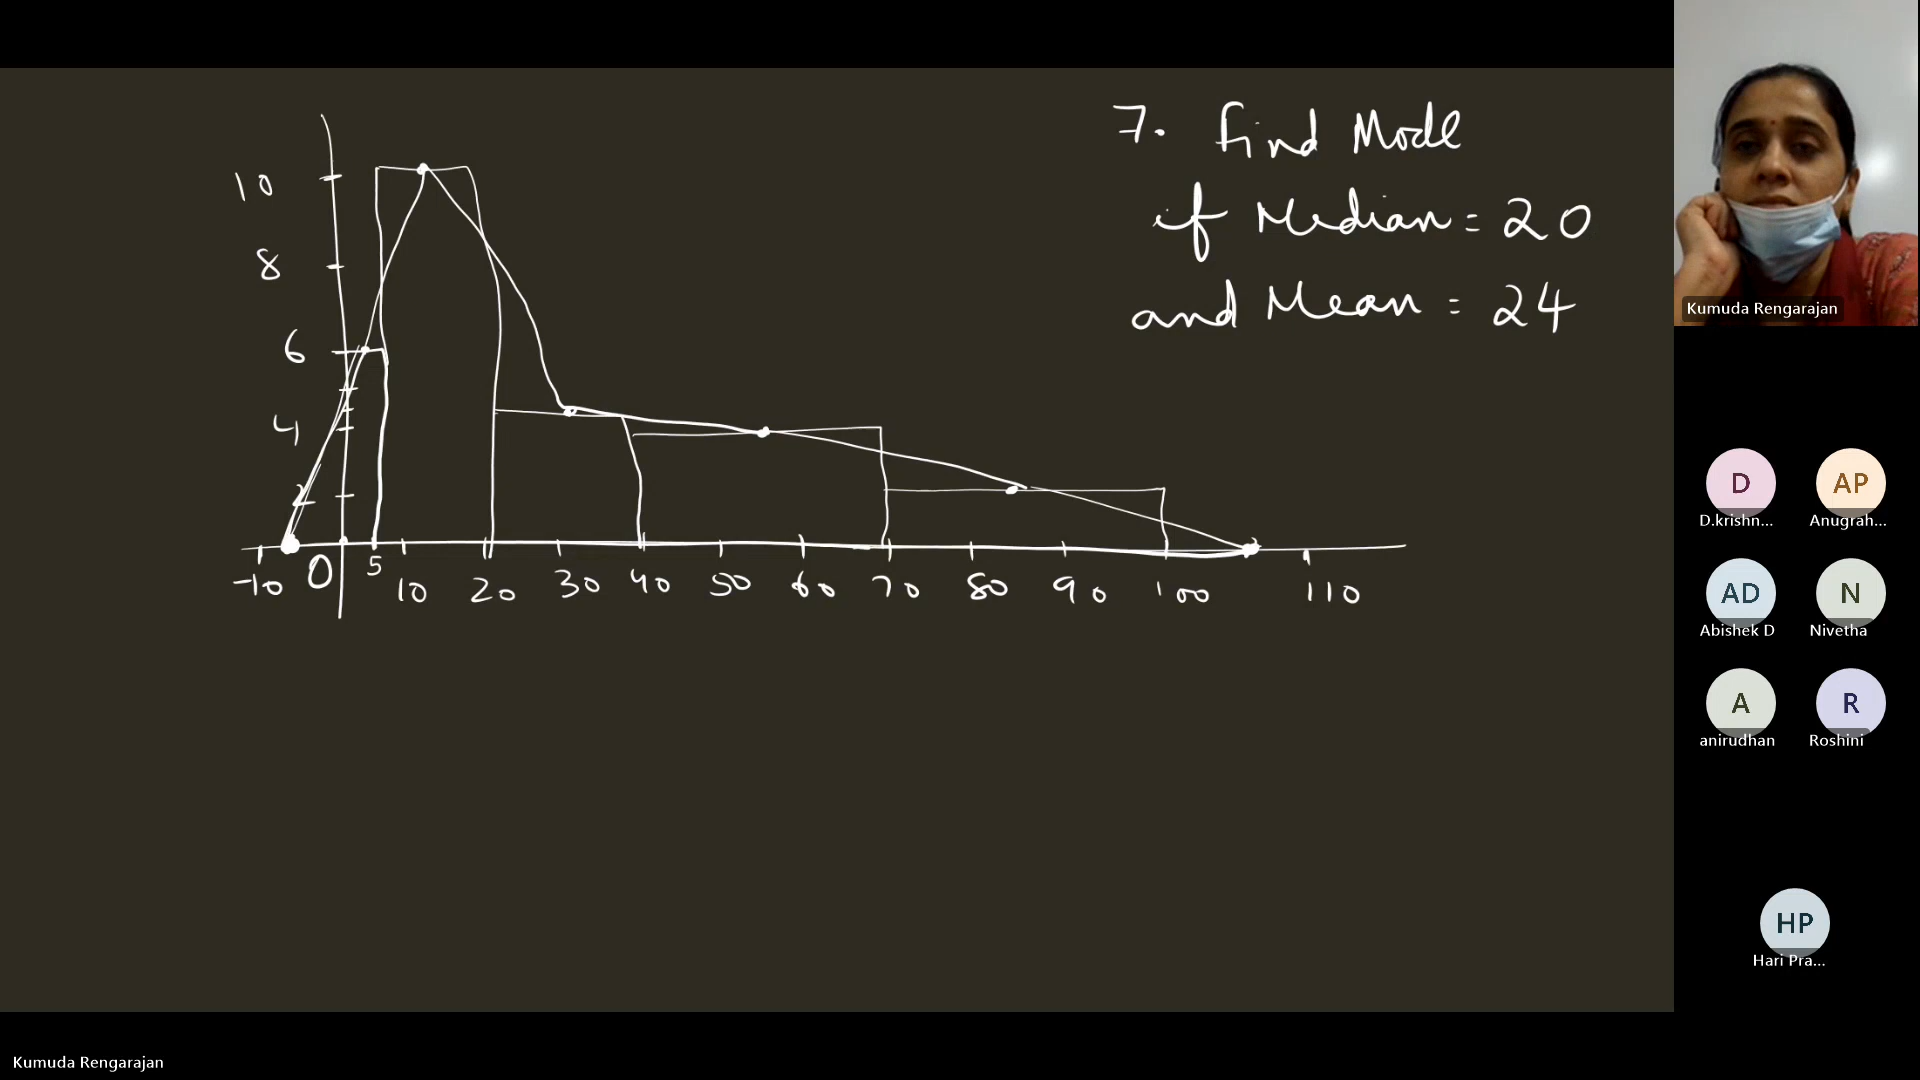 7. Find Mode
if Median = 20
and Mean = 24
10
8
6
4
2
-10 0 5 10 20 30 40 50 60 70 80 90 100 110
Kumuda Rengarajan
D
AP
D.krishn...
Anugrah...
AD
N
Abishek D
Nivetha
A
R
anirudhan
Roshini
HP
Hari Pra...
Kumuda Rengarajan